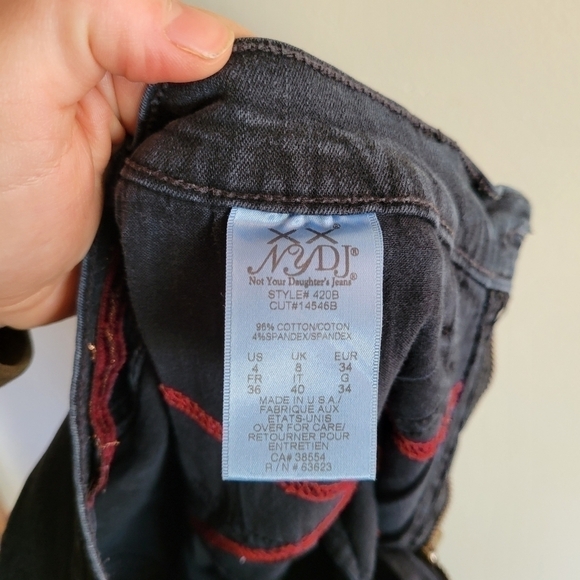 NYDJ®
Not Your Daughter's Jeans®
STYLE# 420B
CUT#14546B
96% COTTON/COTON
4%SPANDEX/SPANDEX
US UK EUR
4 8 34
FR IT G
36 40 34
MADE IN U.S.A./
FABRIQUE AUX
ETATS-UNIS
OVER FOR CARE/
RETOURNER POUR
ENTRETIEN
CA# 38554
R / N # 63623